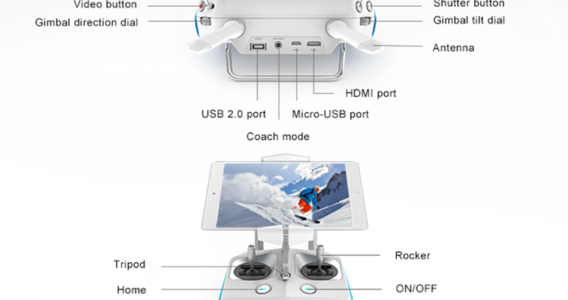 Video button
Shutter button
Gimbal direction dial
Gimbal tilt dial
Antenna
HDMI port
USB 2.0 port
Micro-USB port
Coach mode
Rocker
Tripod
Home
ON/OFF